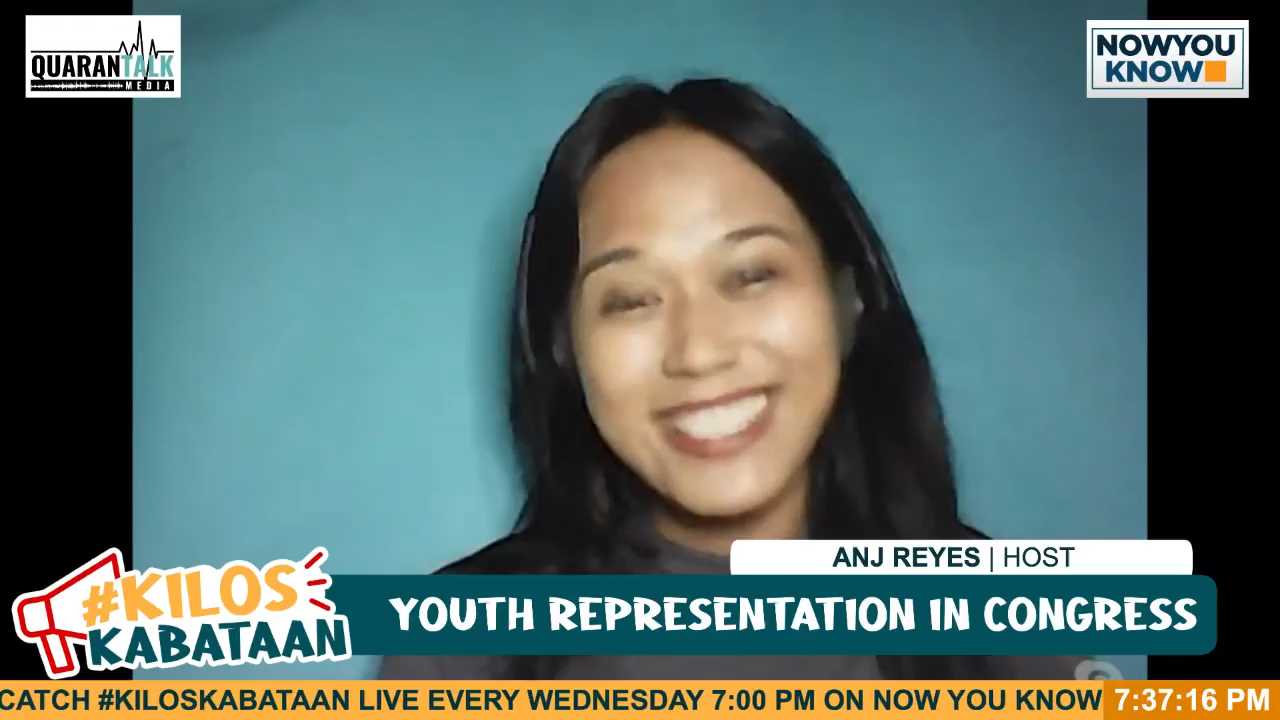 QUARANTALK
MEDIA
NOWYOU
KNOW
ANJ REYES | HOST
#KILOS
KABATAAN
YOUTH REPRESENTATION IN CONGRESS
CATCH #KILOSKABATAAN LIVE EVERY WEDNESDAY 7:00 PM ON NOW YOU KNOW
7:37:16 PM